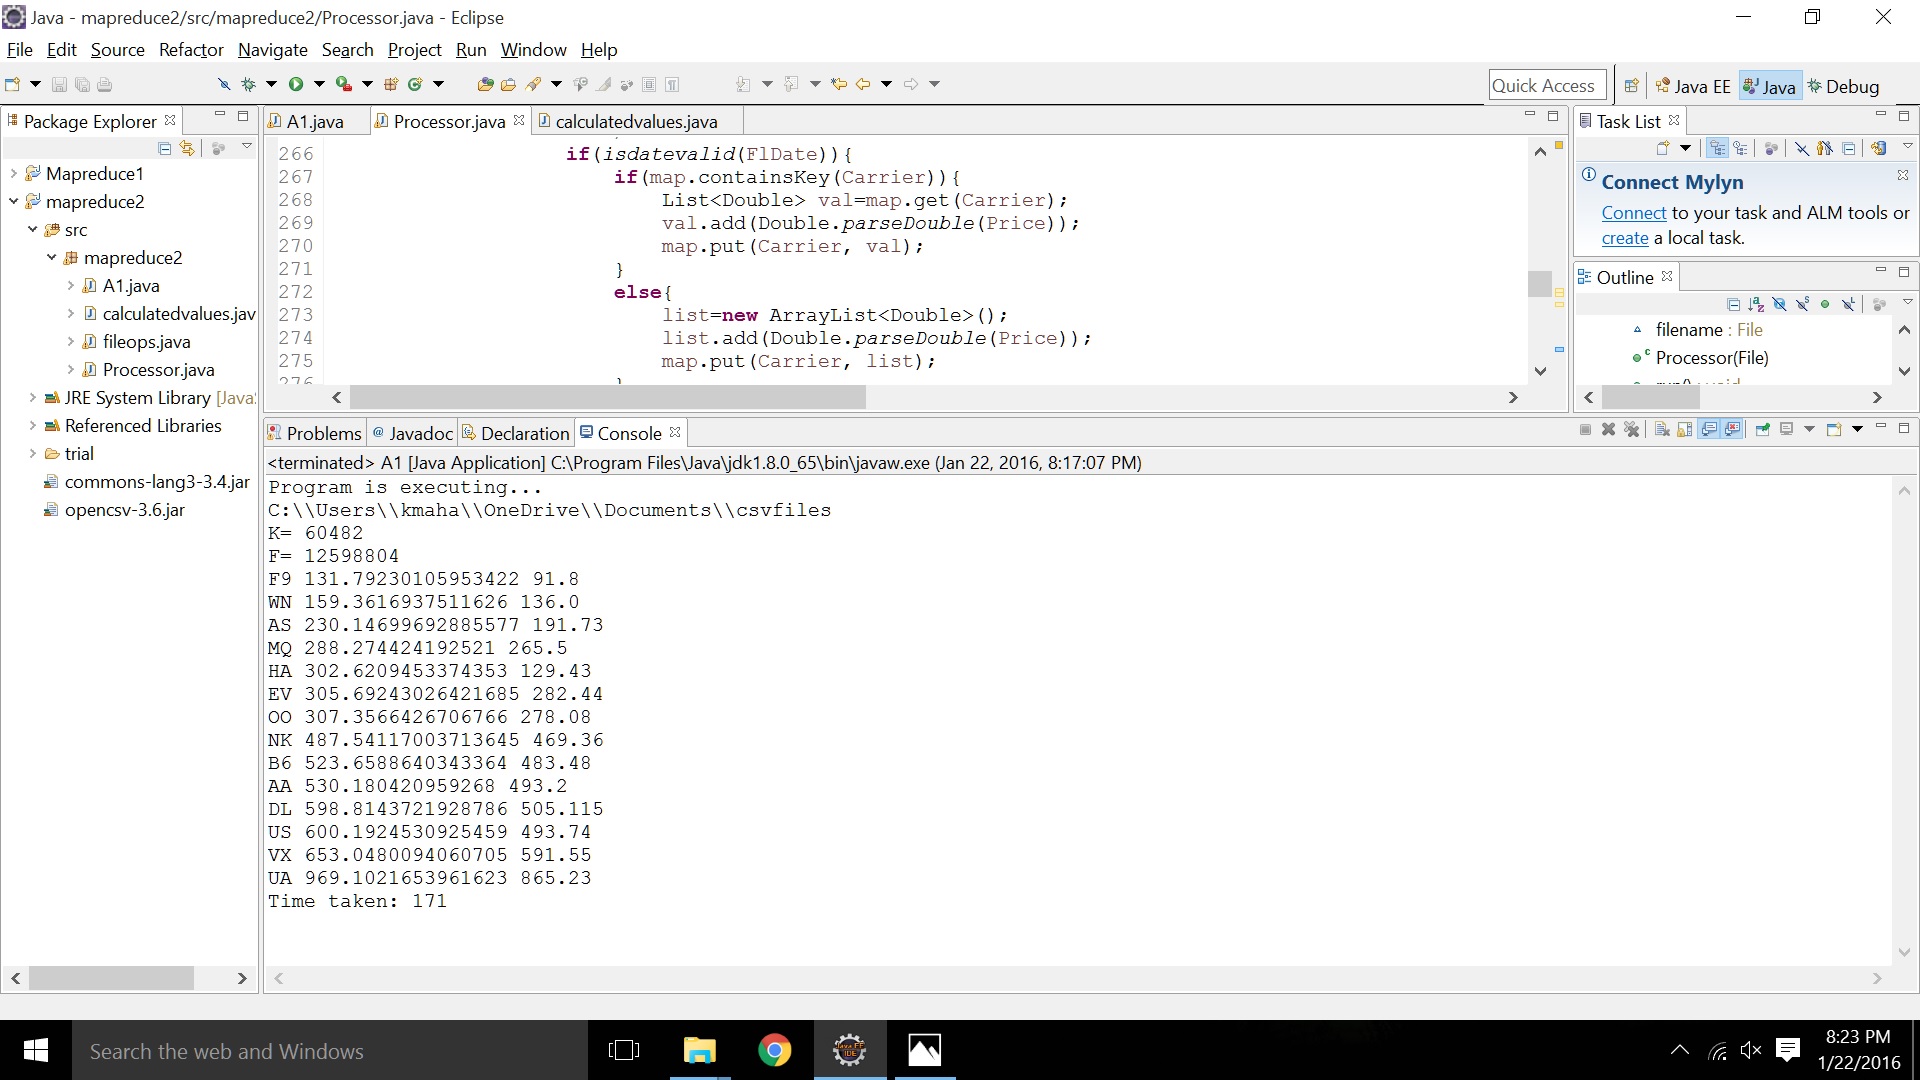 Java - mapreduce2/src/mapreduce2/Processor.java - Eclipse
File Edit Source Refactor Navigate Search Project Run Window Help
Quick Access Java EE Java Debug
Package Explorer
Mapreduce1
mapreduce2
src
mapreduce2
A1.java
calculatedvalues.jav
fileops.java
Processor.java
JRE System Library [Java
Referenced Libraries
trial
commons-lang3-3.4.jar
opencsv-3.6.jar
A1.java Processor.java calculatedvalues.java
266 if(isdatevalid(FlDate)){
267 if(map.containsKey(Carrier)){
268 List<Double> val=map.get(Carrier);
269 val.add(Double.parseDouble(Price));
270 map.put(Carrier, val);
271 }
272 else{
273 list=new ArrayList<Double>();
274 list.add(Double.parseDouble(Price));
275 map.put(Carrier, list);
276 }
Task List
Connect Mylyn
Connect to your task and ALM tools or
create a local task.
Outline
filename : File
Processor(File)
run() : void
Problems @ Javadoc Declaration Console
<terminated> A1 [Java Application] C:\Program Files\Java\jdk1.8.0_65\bin\javaw.exe (Jan 22, 2016, 8:17:07 PM)
Program is executing...
C:\\Users\\kmaha\\OneDrive\\Documents\\csvfiles
K= 60482
F= 12598804
F9 131.79230105953422 91.8
WN 159.3616937511626 136.0
AS 230.14699692885577 191.73
MQ 288.274424192521 265.5
HA 302.6209453374353 129.43
EV 305.69243026421685 282.44
OO 307.3566426706766 278.08
NK 487.54117003713645 469.36
B6 523.6588640343364 483.48
AA 530.180420959268 493.2
DL 598.8143721928786 505.115
US 600.1924530925459 493.74
VX 653.0480094060705 591.55
UA 969.1021653961623 865.23
Time taken: 171
Search the web and Windows
8:23 PM
1/22/2016